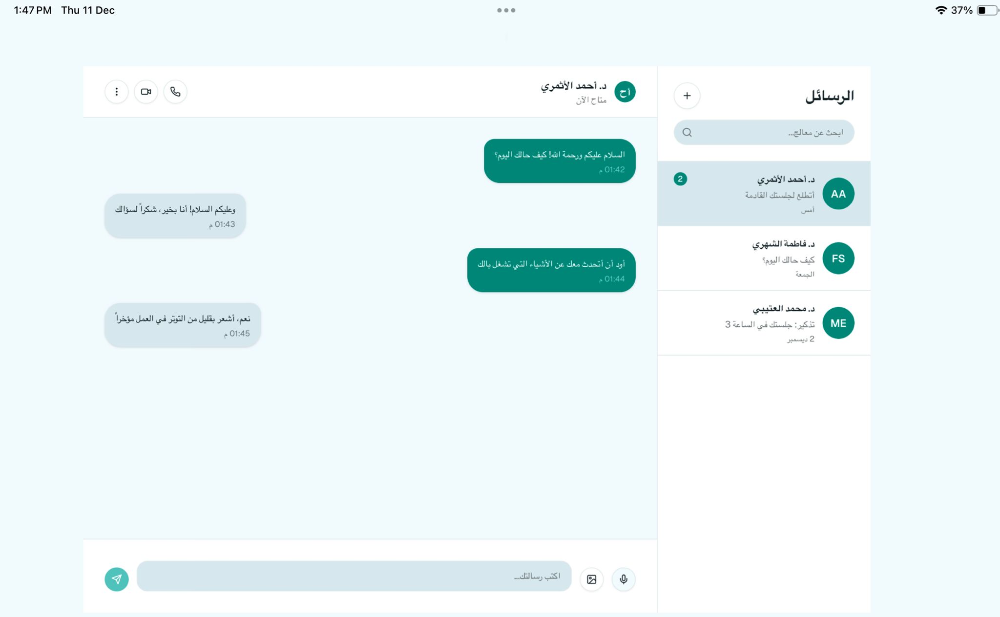 1:47 PM Thu 11 Dec
37%
الرسائل
ابحث عن معالج...
AA
د. أحمد الأثمري
2
أتطلع لجلستك القادمة
أمس
FS
د. فاطمة الشهري
كيف حالك اليوم؟
الجمعة
ME
د. محمد العتيبي
تذكير: جلستك في الساعة 3
2 ديسمبر
أح
د. أحمد الأثمري
متاح الآن
السلام عليكم ورحمة الله! كيف حالك اليوم؟
01:42 م
وعليكم السلام! أنا بخير، شكراً لسؤالك
01:43 م
أود أن أتحدث معك عن الأشياء التي تشغل بالك
01:44 م
نعم، أشعر بقليل من التوتر في العمل مؤخراً
01:45 م
اكتب رسالتك...